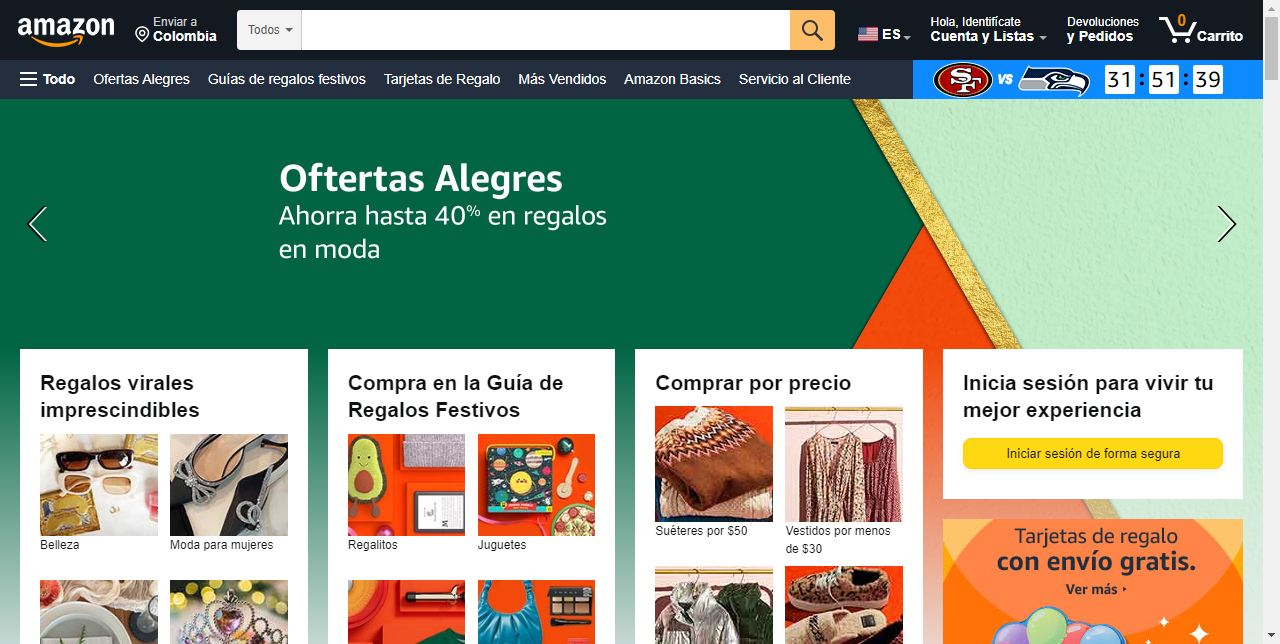 amazon
Enviar a
Colombia
Todos
ES
Hola, Identifícate
Cuenta y Listas
Devoluciones
y Pedidos
0
Carrito
Todo
Ofertas Alegres
Guías de regalos festivos
Tarjetas de Regalo
Más Vendidos
Amazon Basics
Servicio al Cliente
SF
VS
31 : 51 : 39
Oftertas Alegres
Ahorra hasta 40% en regalos
en moda
Regalos virales
imprescindibles
Belleza
Moda para mujeres
Compra en la Guía de
Regalos Festivos
Regalitos
Juguetes
Comprar por precio
Suéteres por $50
Vestidos por menos
de $30
Inicia sesión para vivir tu
mejor experiencia
Iniciar sesión de forma segura
Tarjetas de regalo
con envío gratis.
Ver más